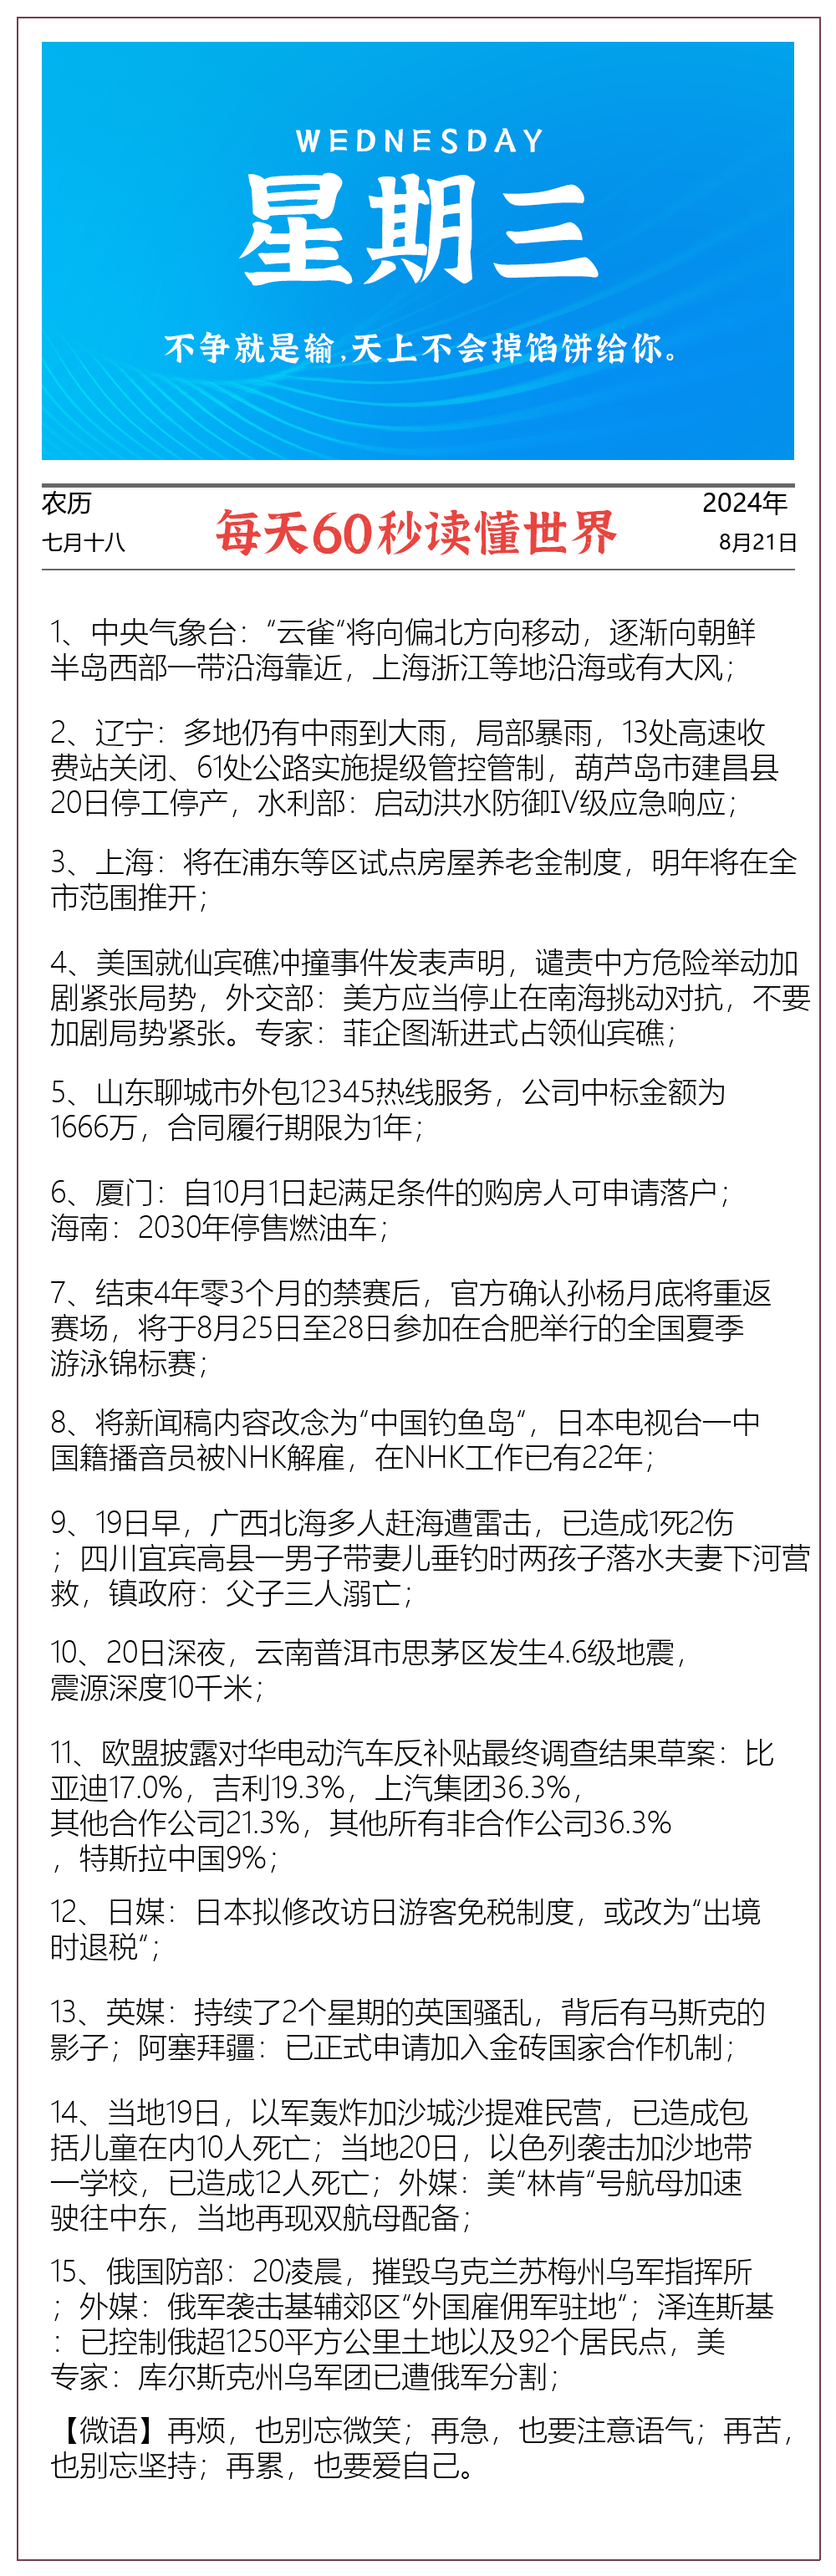 WEDNESDAY
星期三
不争就是输,天上不会掉馅饼给你。
农历
2024年
每天60秒读懂世界
七月十八
8月21日
1、中央气象台：“云雀“将向偏北方向移动，逐渐向朝鲜
半岛西部一带沿海靠近，上海浙江等地沿海或有大风；
2、辽宁：多地仍有中雨到大雨，局部暴雨，13处高速收
费站关闭、61处公路实施提级管控管制，葫芦岛市建昌县
20日停工停产，水利部：启动洪水防御IV级应急响应；
3、上海：将在浦东等区试点房屋养老金制度，明年将在全
市范围推开；
4、美国就仙宾礁冲撞事件发表声明，谴责中方危险举动加
剧紧张局势，外交部：美方应当停止在南海挑动对抗，不要
加剧局势紧张。专家：菲企图渐进式占领仙宾礁；
5、山东聊城市外包12345热线服务，公司中标金额为
1666万，合同履行期限为1年；
6、厦门：自10月1日起满足条件的购房人可申请落户；
海南：2030年停售燃油车；
7、结束4年零3个月的禁赛后，官方确认孙杨月底将重返
赛场，将于8月25日至28日参加在合肥举行的全国夏季
游泳锦标赛；
8、将新闻稿内容改念为“中国钓鱼岛“，日本电视台一中
国籍播音员被NHK解雇，在NHK工作已有22年；
9、19日早，广西北海多人赶海遭雷击，已造成1死2伤
；四川宜宾高县一男子带妻儿垂钓时两孩子落水夫妻下河营
救，镇政府：父子三人溺亡；
10、20日深夜，云南普洱市思茅区发生4.6级地震，
震源深度10千米；
11、欧盟披露对华电动汽车反补贴最终调查结果草案：比
亚迪17.0%，吉利19.3%，上汽集团36.3%，
其他合作公司21.3%，其他所有非合作公司36.3%
，特斯拉中国9%；
12、日媒：日本拟修改访日游客免税制度，或改为“出境
时退税“；
13、英媒：持续了2个星期的英国骚乱，背后有马斯克的
影子；阿塞拜疆：已正式申请加入金砖国家合作机制；
14、当地19日，以军轰炸加沙城沙提难民营，已造成包
括儿童在内10人死亡；当地20日，以色列袭击加沙地带
一学校，已造成12人死亡；外媒：美“林肯“号航母加速
驶往中东，当地再现双航母配备；
15、俄国防部：20凌晨，摧毁乌克兰苏梅州乌军指挥所
；外媒：俄军袭击基辅郊区“外国雇佣军驻地“；泽连斯基
：已控制俄超1250平方公里土地以及92个居民点，美
专家：库尔斯克州乌军团已遭俄军分割；
【微语】再烦，也别忘微笑；再急，也要注意语气；再苦，
也别忘坚持；再累，也要爱自己。